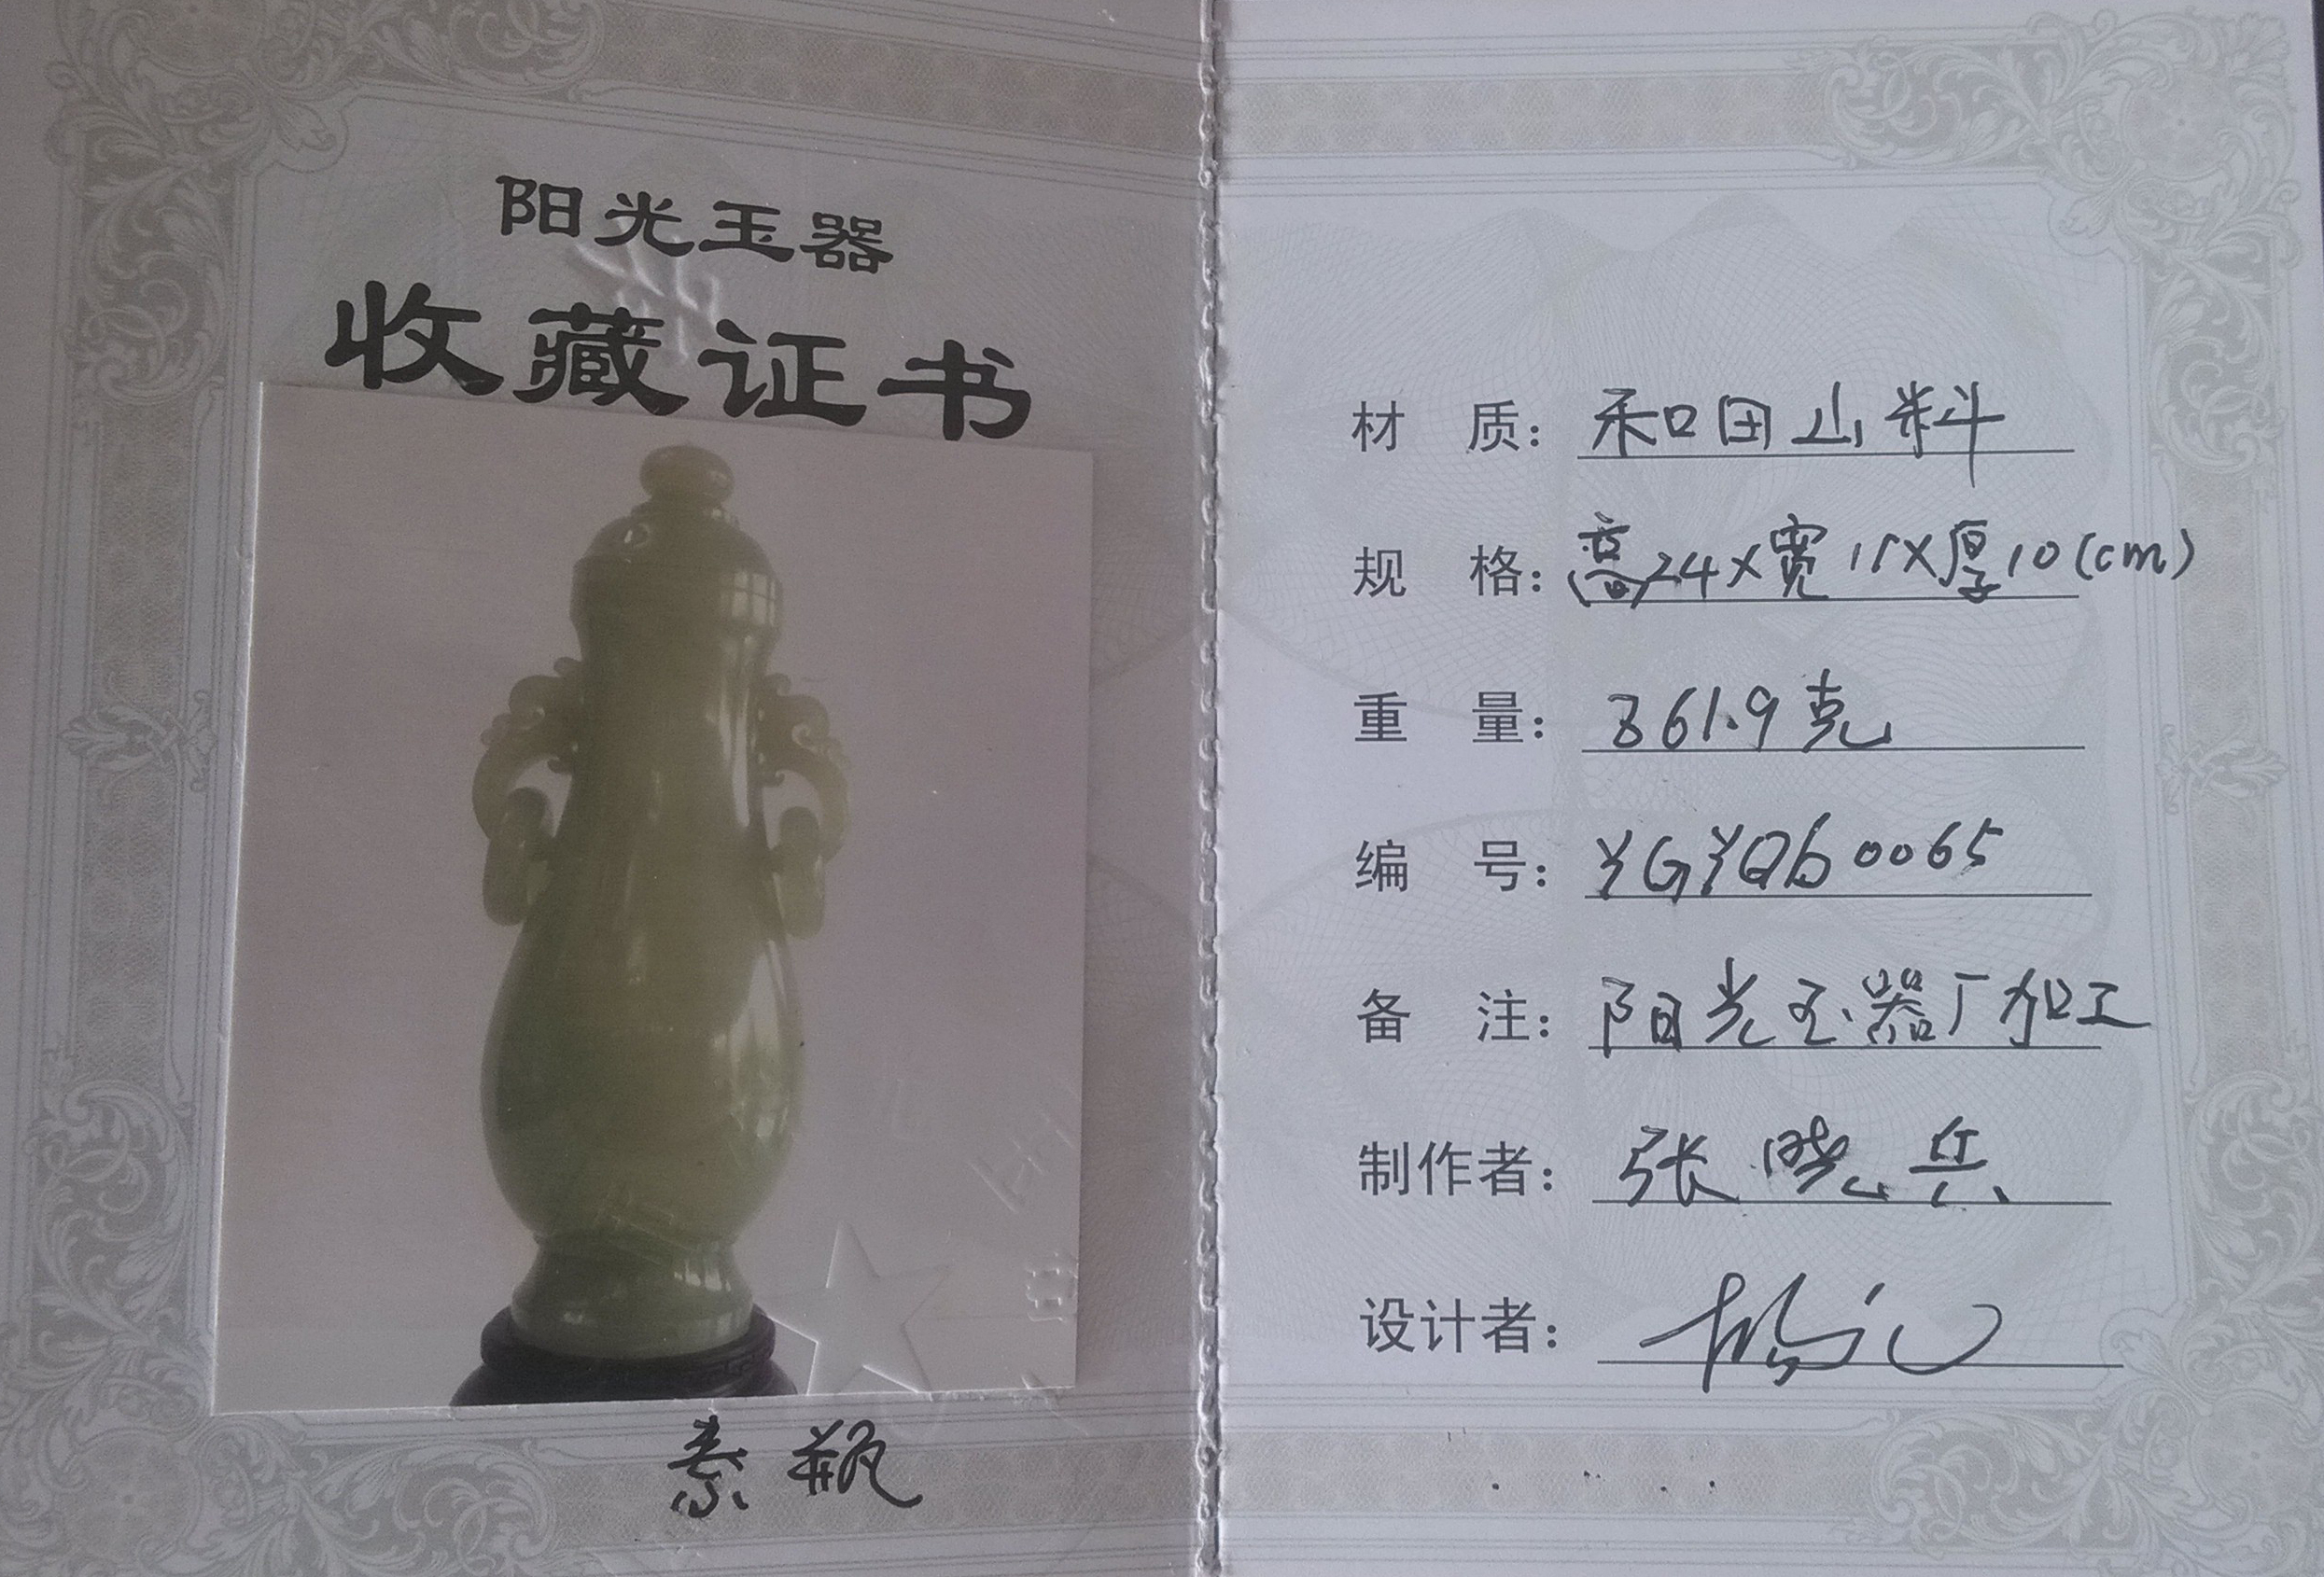 阳光玉器
收藏证书
素瓶
材 质：和田山料
规 格：高24×宽11×厚10(cm)
重 量：861.9克
编 号：YGYQb0065
备 注：阳光玉器厂加工
制作者：张晓兵
设计者：